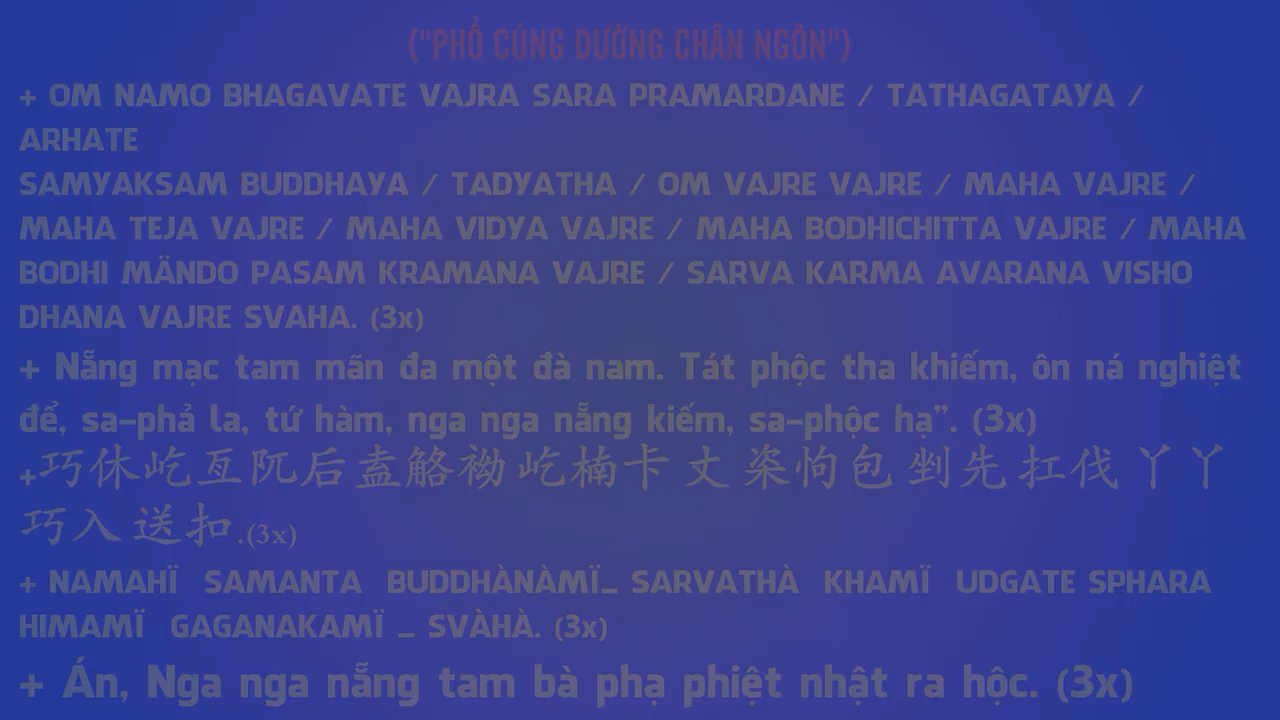 ("PHỔ CÚNG DƯỜNG CHÂN NGÔN")
+ OM NAMO BHAGAVATE VAJRA SARA PRAMARDANE / TATHAGATAYA /
ARHATE
SAMYAKSAM BUDDHAYA / TADYATHA / OM VAJRE VAJRE / MAHA VAJRE /
MAHA TEJA VAJRE / MAHA VIDYA VAJRE / MAHA BODHICHITTA VAJRE / MAHA
BODHI MÄNDO PASAM KRAMANA VAJRE / SARVA KARMA AVARANA VISHO
DHANA VAJRE SVAHA. (3x)
+ Nẵng mạc tam mãn đa một đà nam. Tát phộc tha khiếm, ôn ná nghiệt
để, sa-phả la, tứ hàm, nga nga nẵng kiếm, sa-phộc hạ”. (3x)
+巧休屹亙阢后盍觡袎屹楠卡丈栥怐包剉先扛伐丫丫
巧入送扣.(3x)
+ NAMAHÏ SAMANTA BUDDHÀNÀMÏ_ SARVATHÀ KHAMÏ UDGATE SPHARA
HIMAMÏ GAGANAKAMÏ _ SVÀHÀ. (3x)
+ Án, Nga nga nẵng tam bà phạ phiệt nhật ra hộc. (3x)